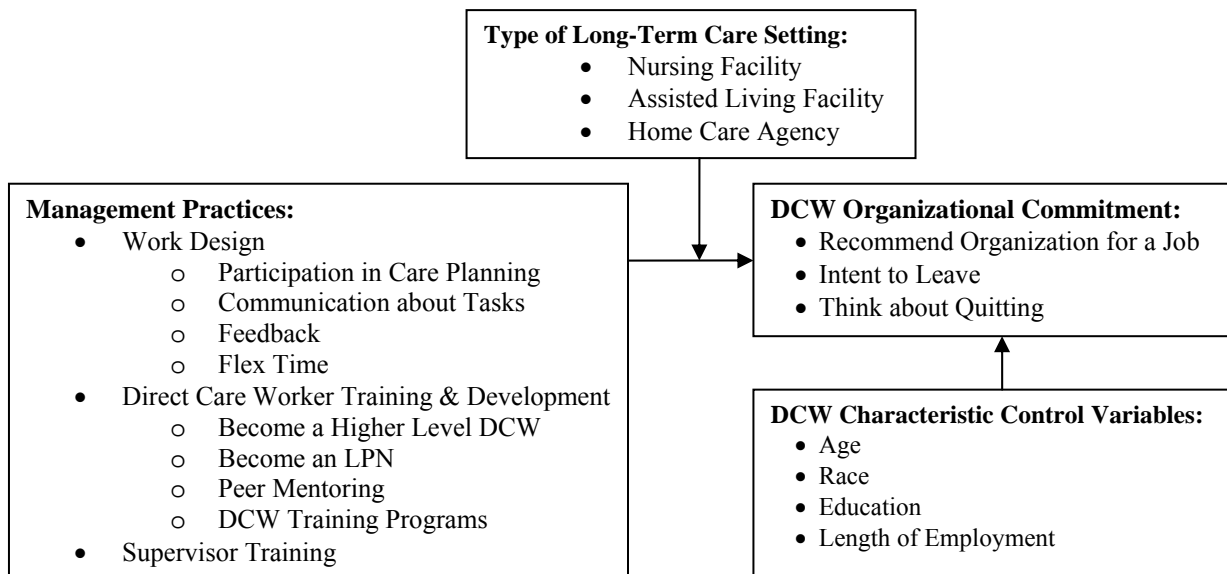 Type of Long-Term Care Setting:
• Nursing Facility
• Assisted Living Facility
• Home Care Agency
Management Practices:
• Work Design
o Participation in Care Planning
o Communication about Tasks
o Feedback
o Flex Time
• Direct Care Worker Training & Development
o Become a Higher Level DCW
o Become an LPN
o Peer Mentoring
o DCW Training Programs
• Supervisor Training
DCW Organizational Commitment:
• Recommend Organization for a Job
• Intent to Leave
• Think about Quitting
DCW Characteristic Control Variables:
• Age
• Race
• Education
• Length of Employment